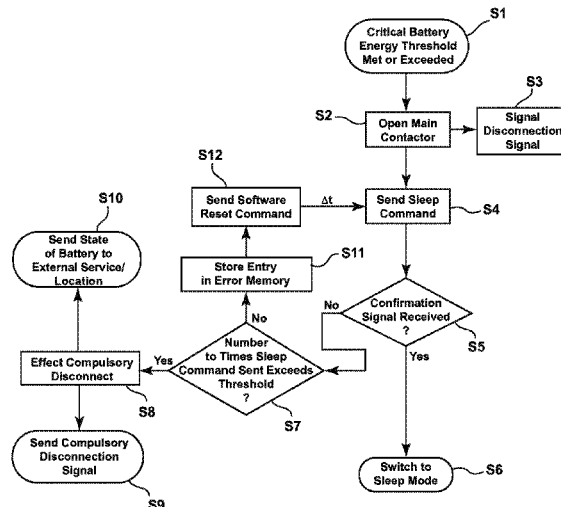 S1
Critical Battery
Energy Threshold
Met or Exceeded
S2
Open Main
Contactor
S3
Signal
Disconnection
Signal
S12
Send Software
Reset Command
Δt
Send Sleep
Command
S4
S10
Send State
of Battery to
External Service/
Location
Store Entry
in Error Memory
S11
No
Confirmation
Signal Received
?
S5
No
Yes
Number
to Times Sleep
Command Sent Exceeds
Threshold
?
S7
Yes
Effect Compulsory
Disconnect
S8
Send Compulsory
Disconnection
Signal
S9
Switch to
Sleep Mode
S6